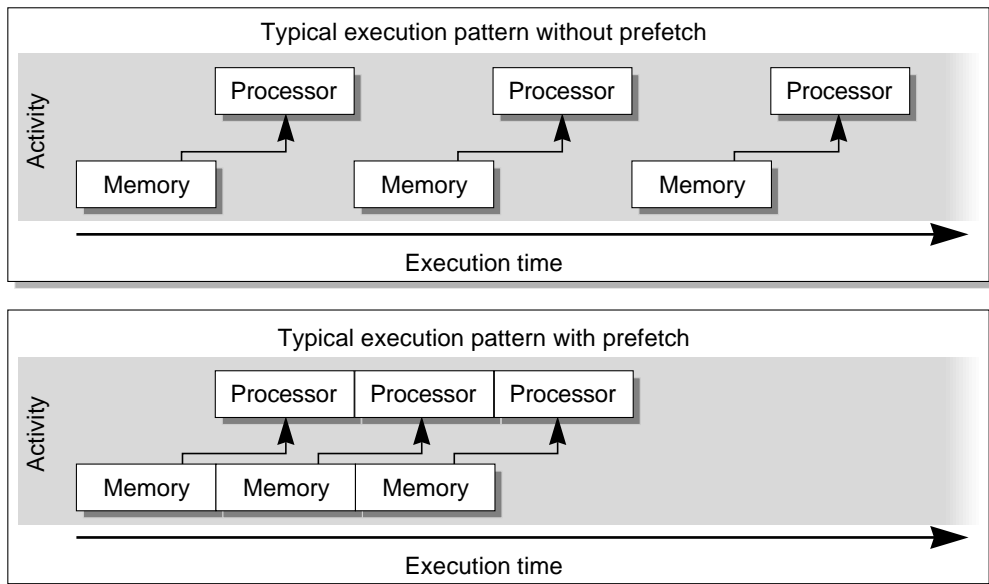 Typical execution pattern without prefetch
Activity
Processor Processor Processor
Memory Memory Memory
Execution time
Typical execution pattern with prefetch
Activity
Processor Processor Processor
Memory Memory Memory
Execution time